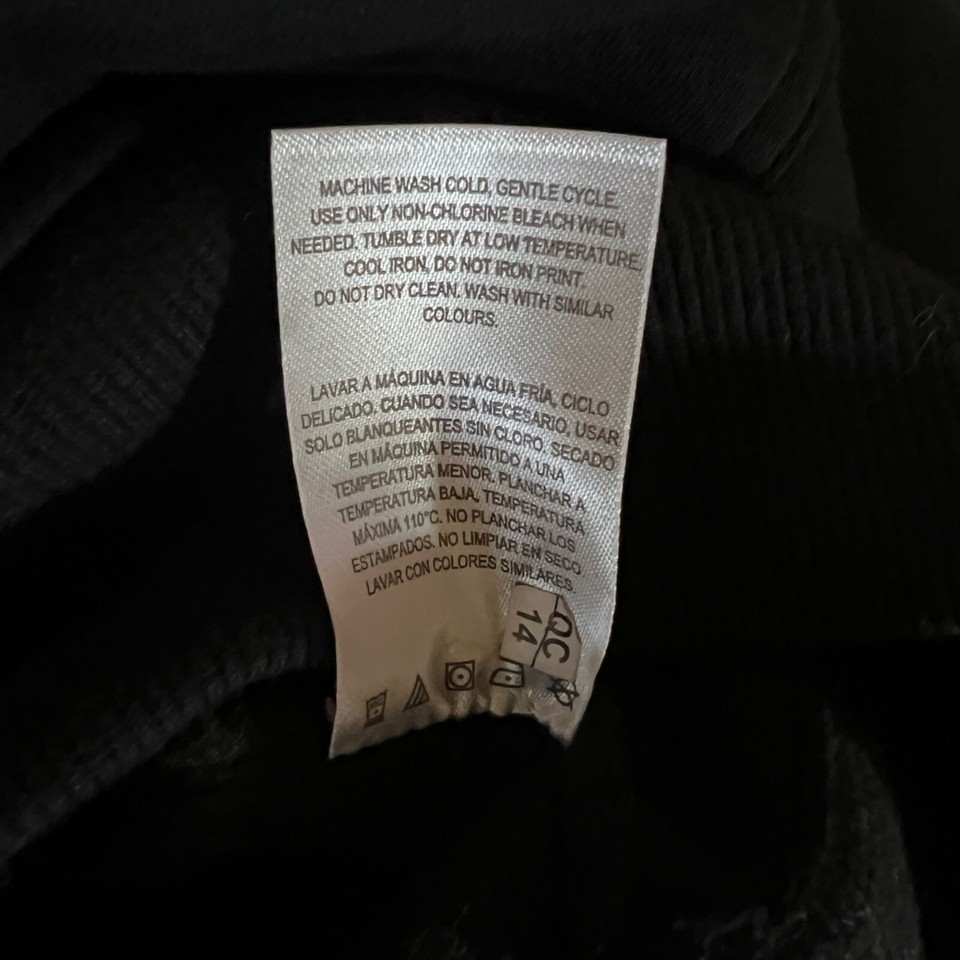 MACHINE WASH COLD, GENTLE CYCLE.
USE ONLY NON-CHLORINE BLEACH WHEN
NEEDED. TUMBLE DRY AT LOW TEMPERATURE.
COOL IRON, DO NOT IRON PRINT.
DO NOT DRY CLEAN. WASH WITH SIMILAR
COLOURS.
LAVAR A MÁQUINA EN AGUA FRÍA. CICLO
DELICADO. CUANDO SEA NECESARIO. USAR
SOLO BLANQUEANTES SIN CLORO. SECADO
EN MÁQUINA PERMITIDO A UNA
TEMPERATURA MENOR. PLANCHAR A
TEMPERATURA BAJA, TEMPERATURA
MÁXIMA 110°C. NO PLANCHAR LOS
ESTAMPADOS. NO LIMPIAR EN SECO
LAVAR CON COLORES SIMILARES.
QC
14